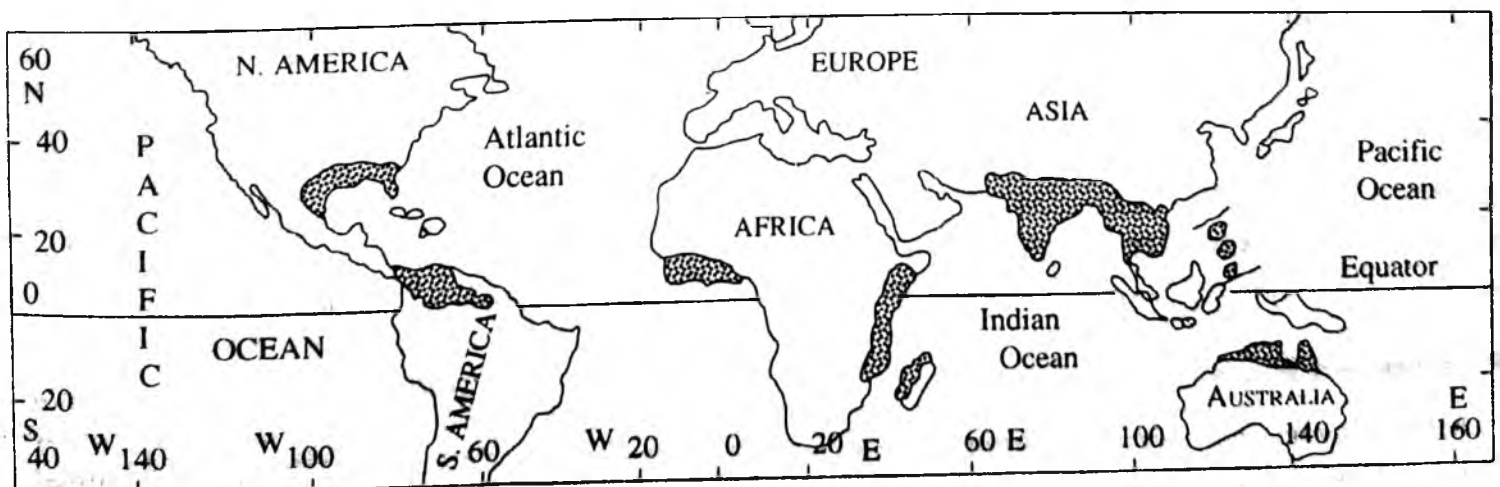 60
N
40
20
0
20
S
40
P
A
C
I
F
I
C
OCEAN
N. AMERICA
Atlantic
Ocean
S. AMERICA
EUROPE
AFRICA
ASIA
Indian
Ocean
Pacific
Ocean
Equator
AUSTRALIA
W 140
W 100
60
W 20
0
20 E
60 E
100
140
E
160